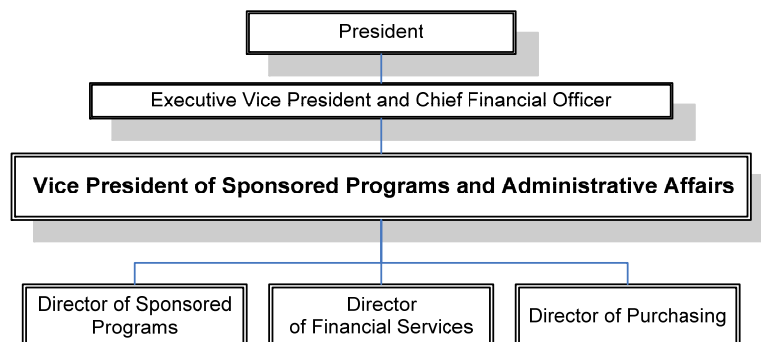 President
Executive Vice President and Chief Financial Officer
Vice President of Sponsored Programs and Administrative Affairs
Director of Sponsored
Programs
Director
of Financial Services
Director of Purchasing